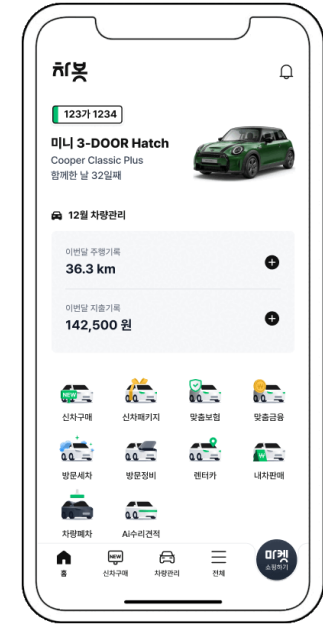 차봇
123가 1234
미니 3-DOOR Hatch
Cooper Classic Plus
함께한 날 32일째
12월 차량관리
이번달 주행기록
36.3 km
이번달 지출기록
142,500 원
NEW
신차구매 신차패키지 맞춤보험 맞춤금융
W
방문세차 방문정비 렌터카 내차판매
차량폐차 Ai수리견적
NEW
홈 신차구매 차량관리 전체
마켓
쇼핑하기